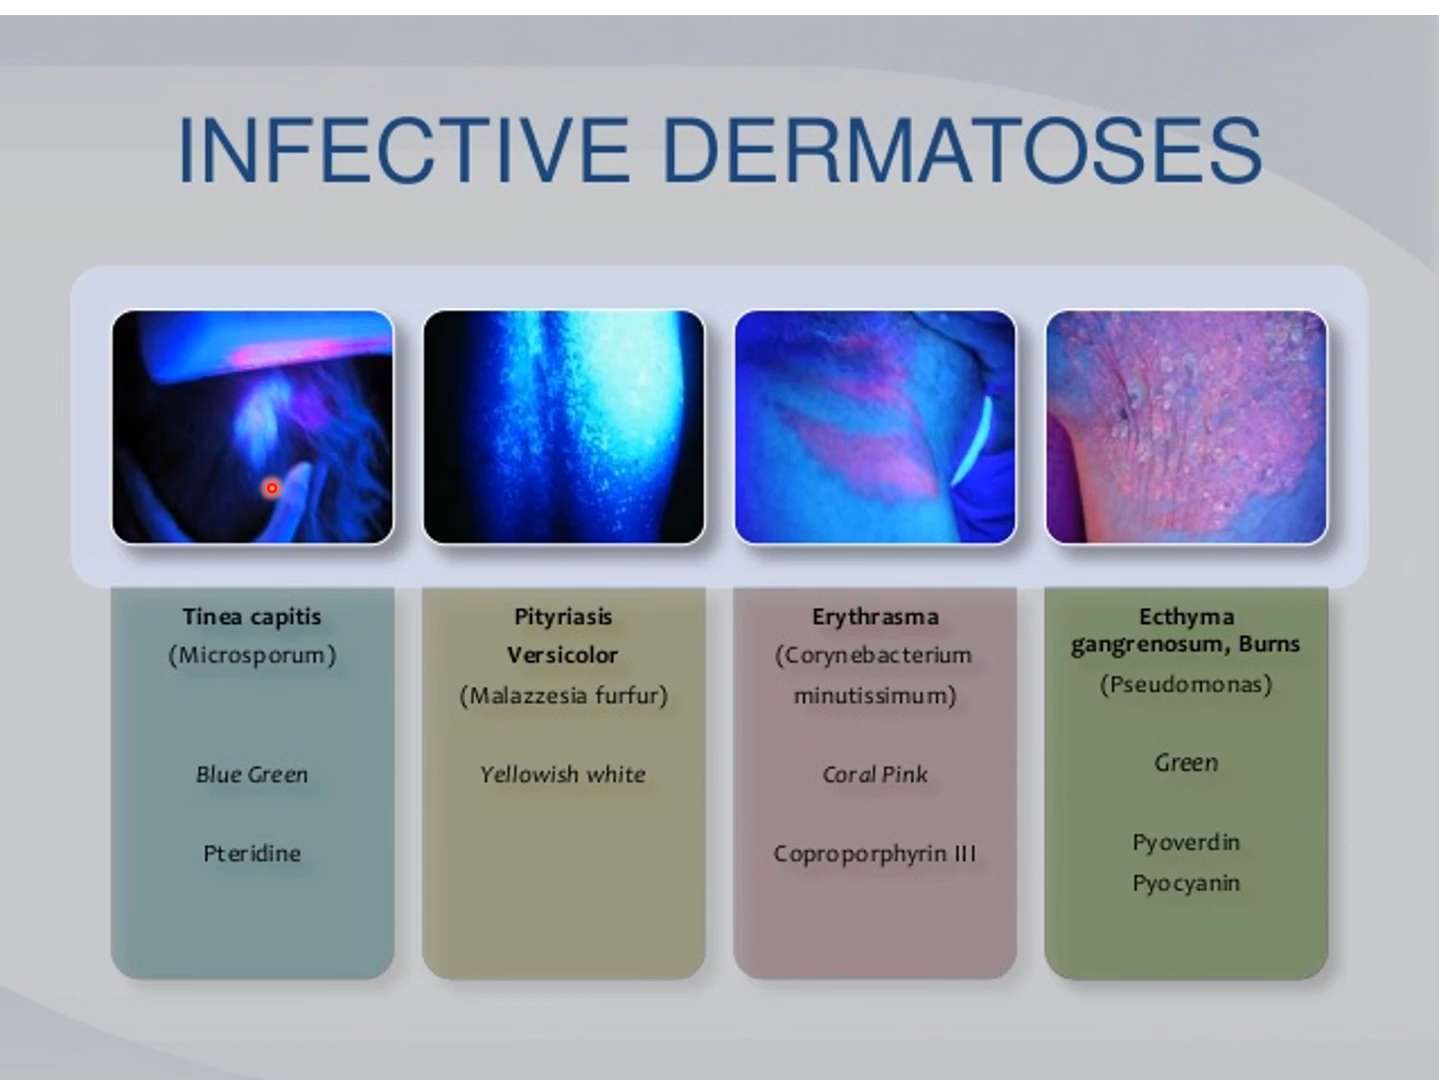 INFECTIVE DERMATOSES
Tinea capitis
(Microsporum)
Blue Green
Pteridine
Pityriasis
Versicolor
(Malazzesia furfur)
Yellowish white
Erythrasma
(Corynebacterium
minutissimum)
Coral Pink
Coproporphyrin III
Ecthyma
gangrenosum, Burns
(Pseudomonas)
Green
Pyoverdin
Pyocyanin